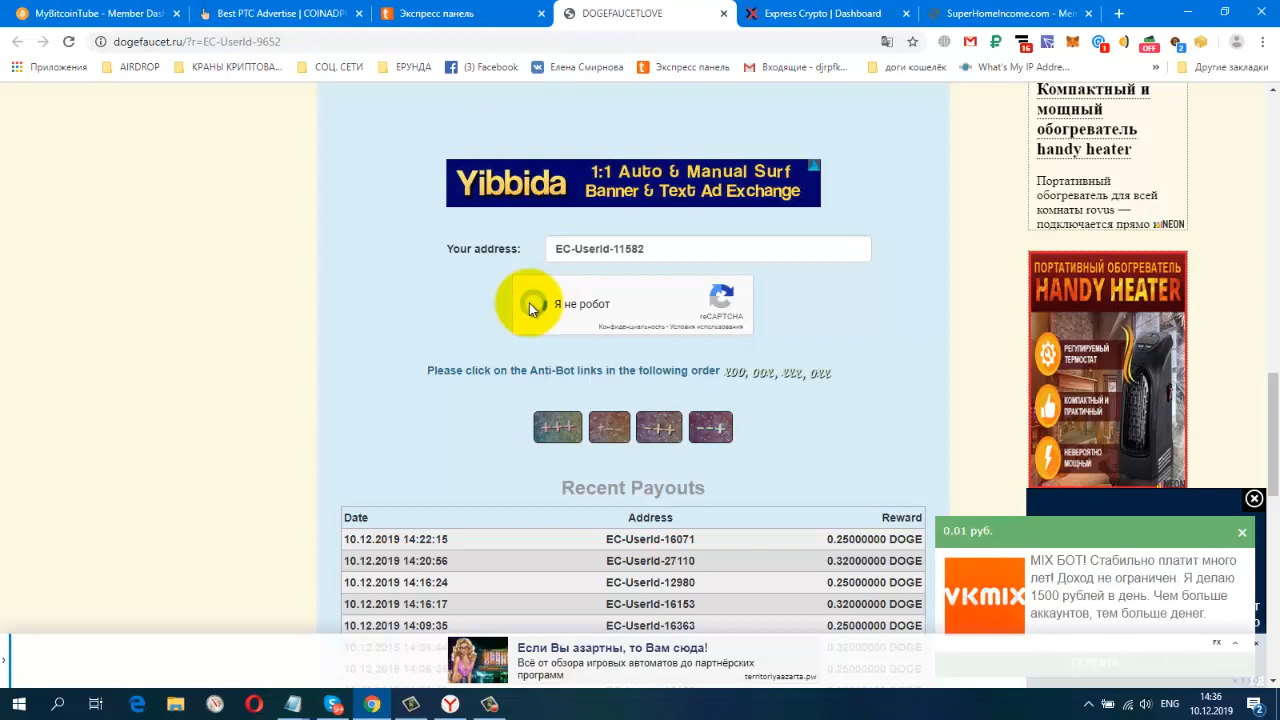 MyBitcoinTube - Member Das
Best PTC Advertise | COINADP
Экспресс панель
DOGEFAUCETLOVE
Express Crypto | Dashboard
SuperHomeIncome.com - Me
dogefaucet.ru/?r=EC-UserId-9652
16
1
OFF
2
Приложения
AIRDROP
КРАНЫ КРИПТОВА...
СОЦ. СЕТИ
ЕРУНДА
(3) Facebook
Елена Смирнова
Экспресс панель
Входящие - djrpfk...
доги кошелёк
What's My IP Addre...
»
Другие закладки
Компактный и
мощный
обогреватель
handy heater
Портативный
обогреватель для всей
комнаты rovus —
подключается прямо
NEON
Yibbida
1:1 Auto & Manual Surf
Banner & Text Ad Exchange
Your address:
EC-UserId-11582
Я не робот
reCAPTCHA
Конфиденциальность - Условия использования
Please click on the Anti-Bot links in the following order
+++
--+
ПОРТАТИВНЫЙ ОБОГРЕВАТЕЛЬ
HANDY HEATER
РЕГУЛИРУЕМЫЙ
ТЕРМОСТАТ
КОМПАКТНЫЙ И
ПРАКТИЧНЫЙ
НЕВЕРОЯТНО
МОЩНЫЙ
NEON
Recent Payouts
Date Address Reward
10.12.2019 14:22:15 EC-UserId-16071 0.25000000 DOGE
10.12.2019 14:20:56 EC-UserId-27110 0.32000000 DOGE
10.12.2019 14:16:24 EC-UserId-12980 0.25000000 DOGE
10.12.2019 14:16:17 EC-UserId-16153 0.32000000 DOGE
10.12.2019 14:09:35 EC-UserId-16363 0.25000000 DOGE
0.01 руб.
VKMIX
MIX БОТ! Стабильно платит много
лет! Доход не ограничен. Я делаю
1500 рублей в день. Чем больше
аккаунтов, тем больше денег.
Если Вы азартны, то Вам сюда!
Всё от обзора игровых автоматов до партнёрских
программ
territoriyaazarta.pw
FX
9+
ENG
14:36
10.12.2019
2